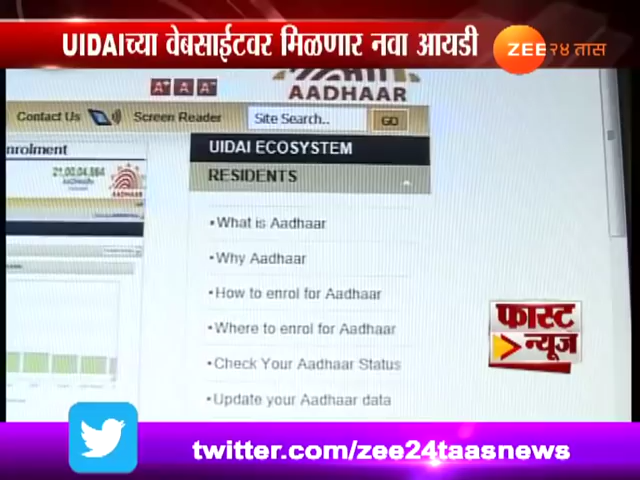 UIDAIच्या वेबसाईटवर मिळणार नवा आयडी
ZEE २४ तास
AADHAAR
A+ A A-
Contact Us Screen Reader Site Search.. GO
nrolment
UIDAI ECOSYSTEM
RESIDENTS
AADHAAR
• What is Aadhaar
• Why Aadhaar
• How to enrol for Aadhaar
• Where to enrol for Aadhaar
• Check Your Aadhaar Status
• Update your Aadhaar data
फास्ट
न्यूज
twitter.com/zee24taasnews